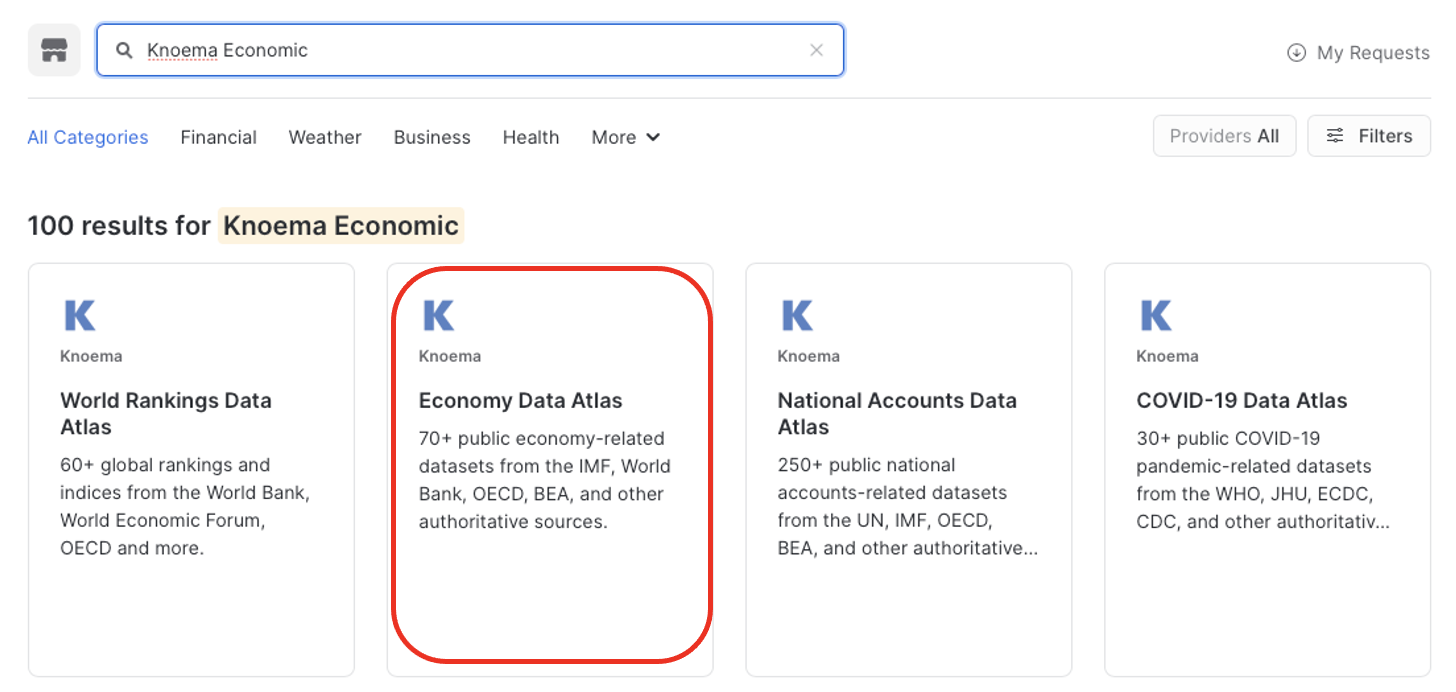 Knoema Economic
My Requests
All Categories Financial Weather Business Health More
Providers All Filters
100 results for Knoema Economic
K
Knoema
World Rankings Data
Atlas
60+ global rankings and
indices from the World Bank,
World Economic Forum,
OECD and more.
K
Knoema
Economy Data Atlas
70+ public economy-related
datasets from the IMF, World
Bank, OECD, BEA, and other
authoritative sources.
K
Knoema
National Accounts Data
Atlas
250+ public national
accounts-related datasets
from the UN, IMF, OECD,
BEA, and other authoritative...
K
Knoema
COVID-19 Data Atlas
30+ public COVID-19
pandemic-related datasets
from the WHO, JHU, ECDC,
CDC, and other authoritativ...